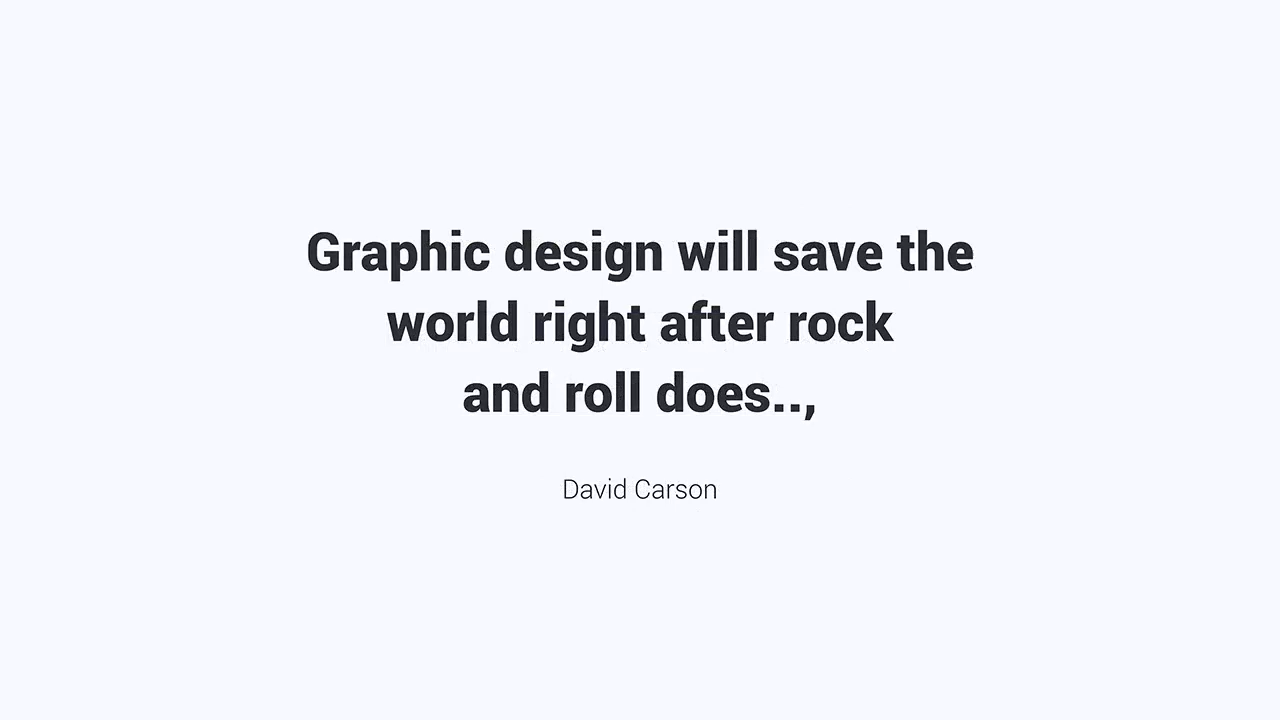 Graphic design will save the
world right after rock
and roll does..,
David Carson